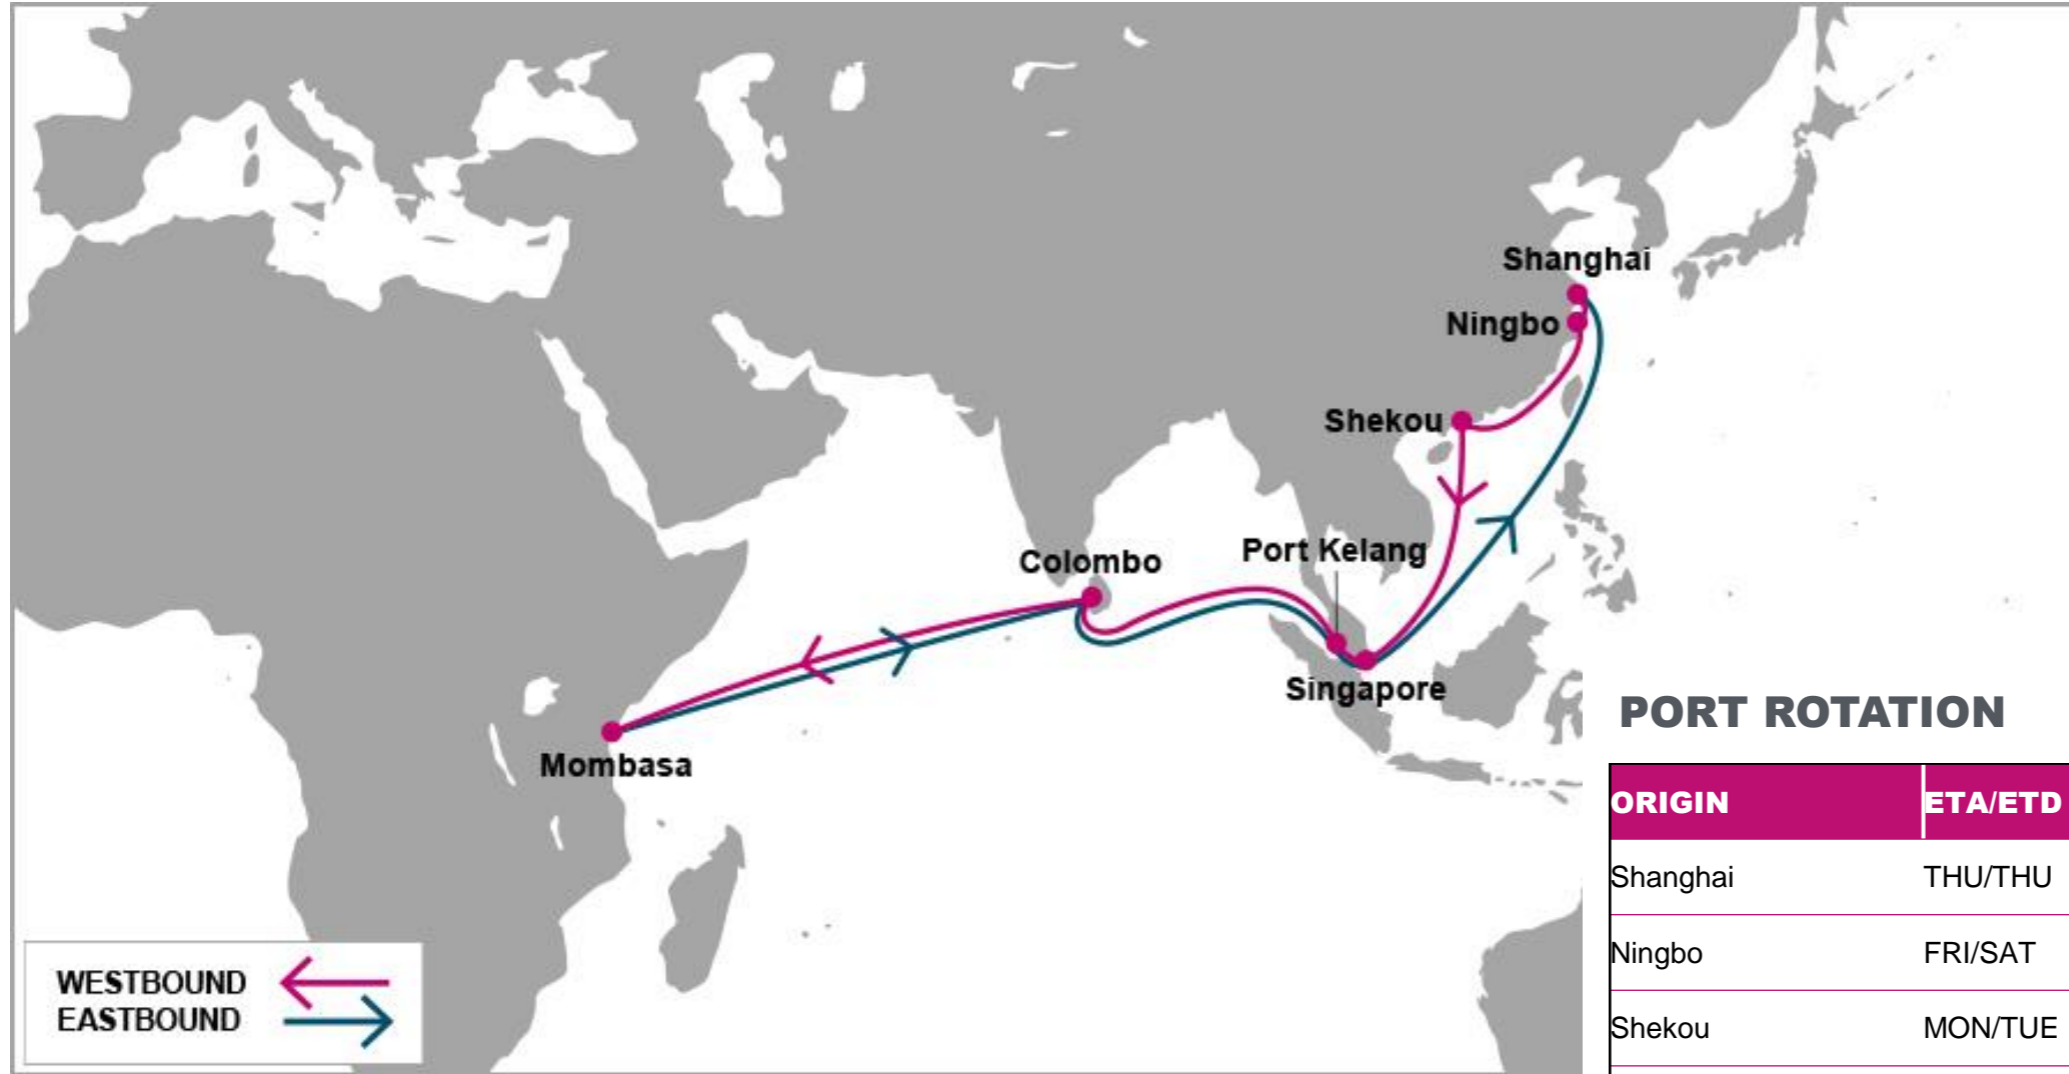 Shanghai
Ningbo
Shekou
Port Kelang
Colombo
Singapore
Mombasa
WESTBOUND
EASTBOUND
PORT ROTATION
ORIGIN ETA/ETD
Shanghai THU/THU
Ningbo FRI/SAT
Shekou MON/TUE